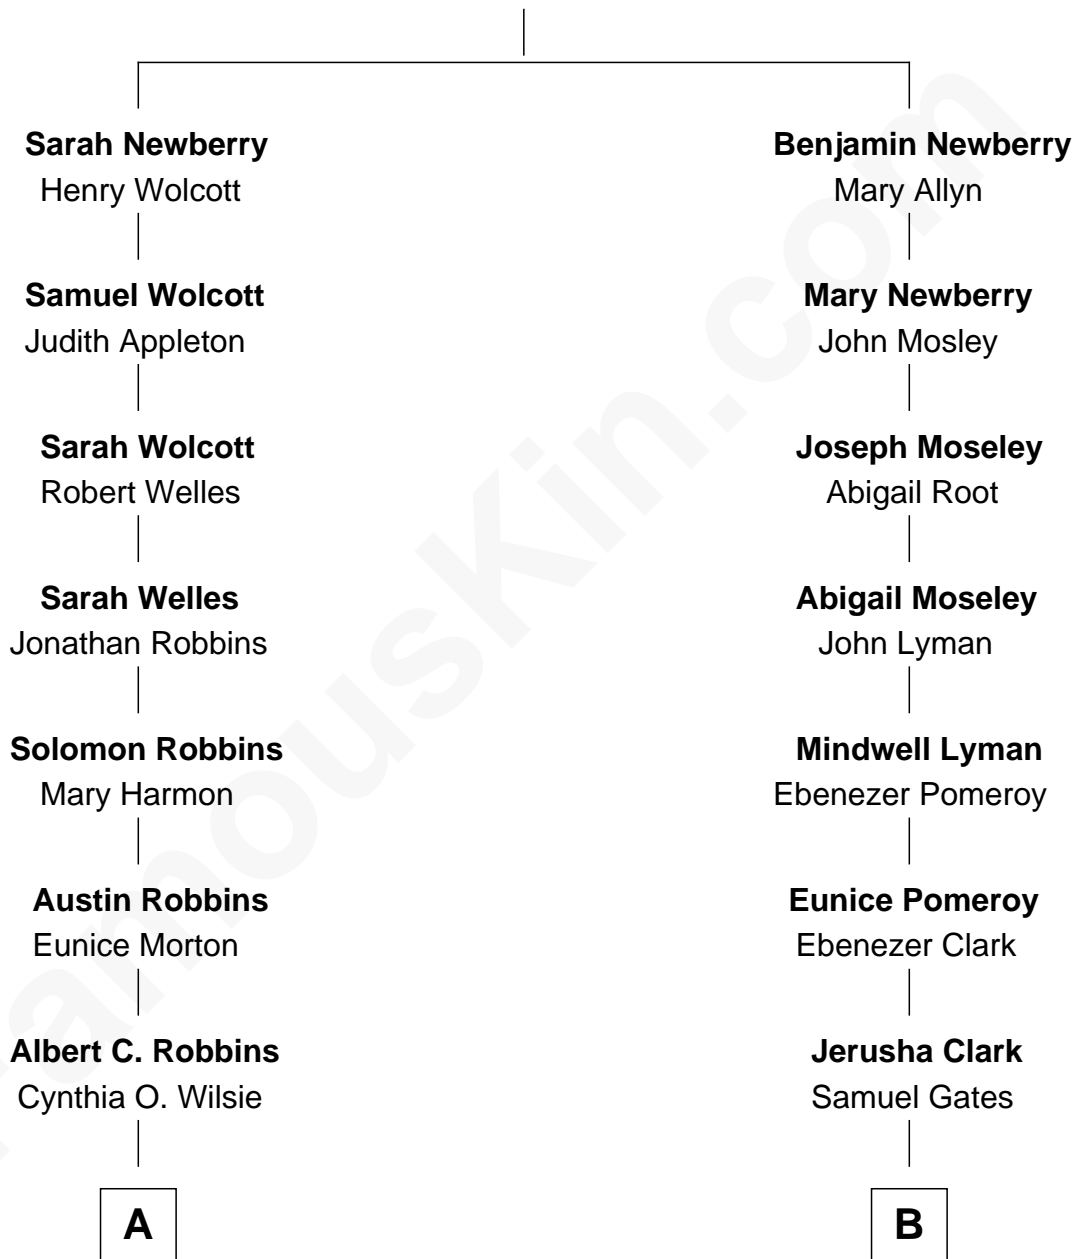 Sarah Newberry
Henry Wolcott
Samuel Wolcott
Judith Appleton
Sarah Wolcott
Robert Welles
Sarah Welles
Jonathan Robbins
Solomon Robbins
Mary Harmon
Austin Robbins
Eunice Morton
Albert C. Robbins
Cynthia O. Wilsie
A
Benjamin Newberry
Mary Allyn
Mary Newberry
John Mosley
Joseph Moseley
Abigail Root
Abigail Moseley
John Lyman
Mindwell Lyman
Ebenezer Pomeroy
Eunice Pomeroy
Ebenezer Clark
Jerusha Clark
Samuel Gates
B
FamousKin.com